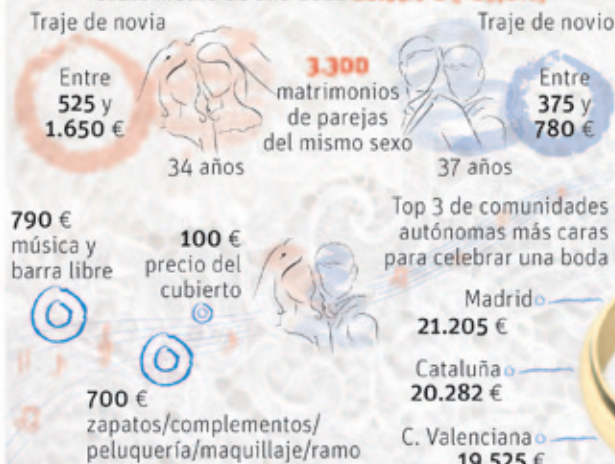 Traje de novia
Entre
525 y
1.650 €
34 años
3.300
matrimonios
de parejas
del mismo sexo
Traje de novio
Entre
375 y
780 €
37 años
790 €
música y
barra libre
100 €
precio del
cubierto
700 €
zapatos/complementos/
peluquería/maquillaje/ramo
Top 3 de comunidades
autónomas más caras
para celebrar una boda
Madrid
21.205 €
Cataluña
20.282 €
C. Valenciana
19.525 €